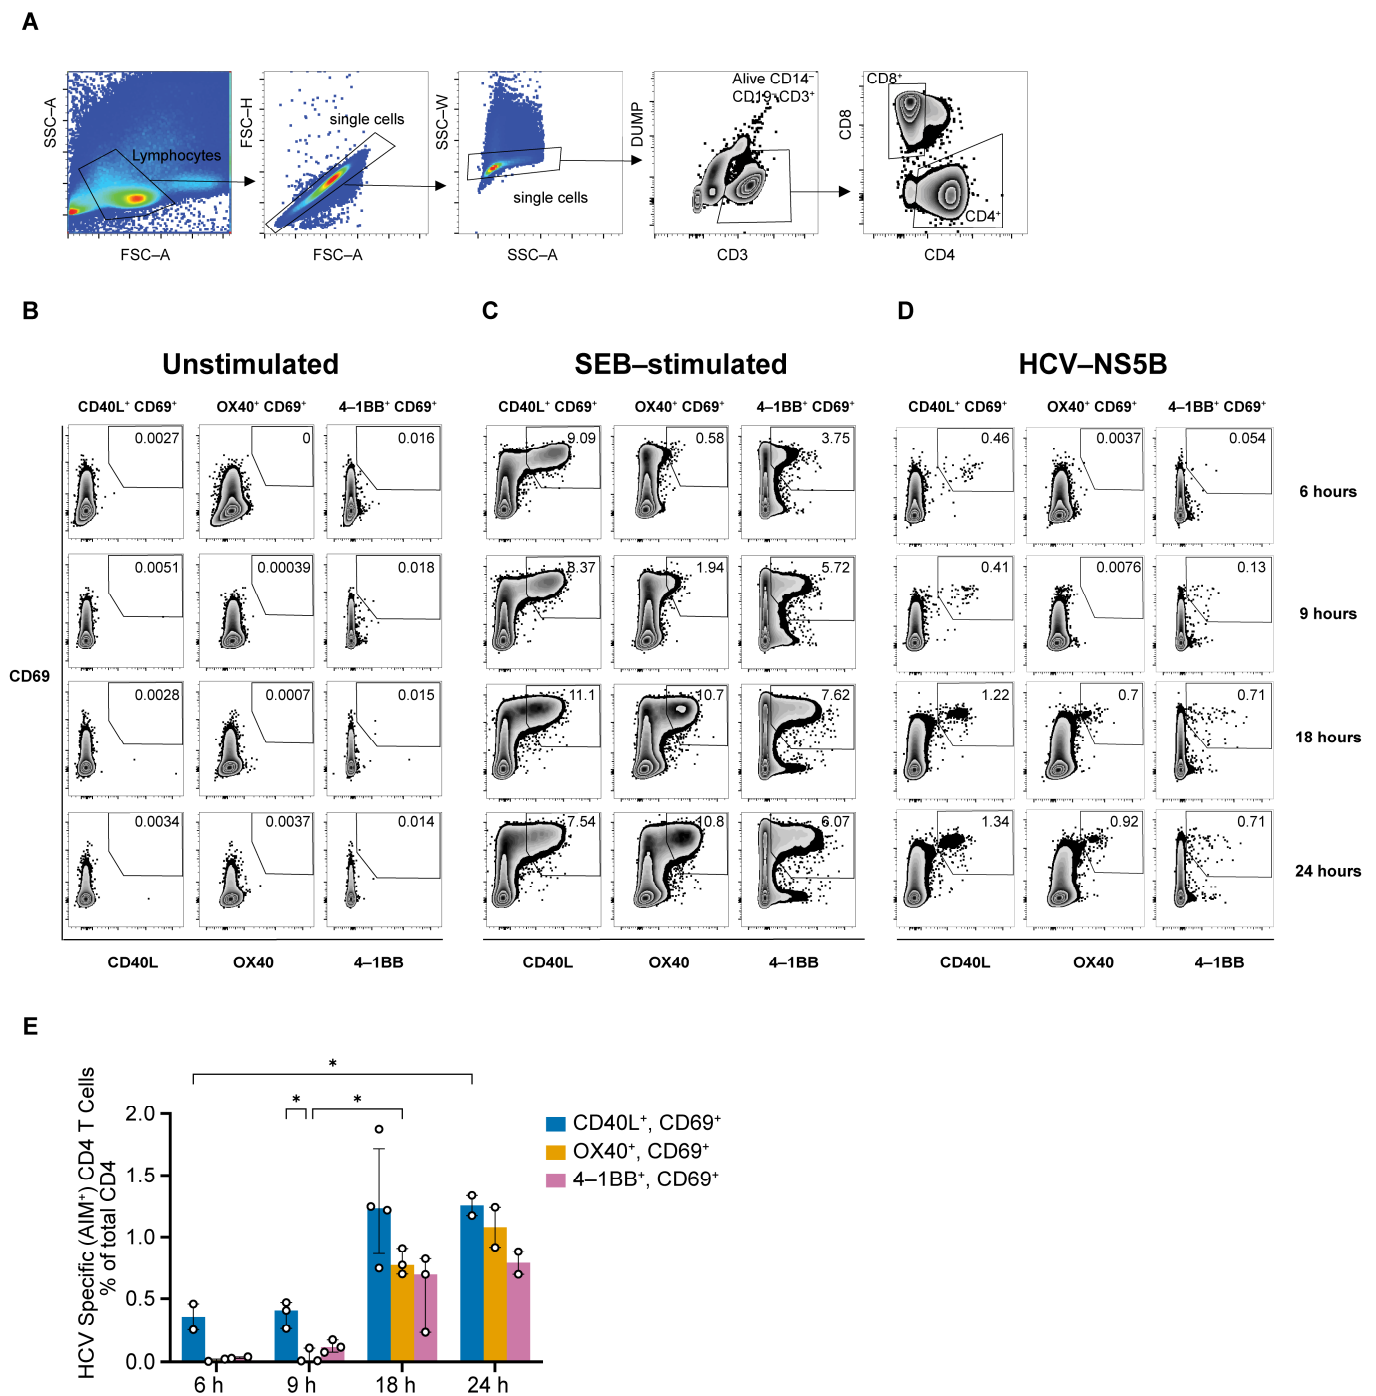 A
SSC–A
Lymphocytes
FSC–A
FSC–H
single cells
FSC–A
SSC–W
single cells
SSC–A
DUMP
Alive CD14⁻
CD19⁻CD3⁺
CD3
CD8
CD8⁺
CD4⁺
CD4
B
C
D
Unstimulated
SEB–stimulated
HCV–NS5B
CD40L⁺ CD69⁺ OX40⁺ CD69⁺ 4–1BB⁺ CD69⁺
CD40L⁺ CD69⁺ OX40⁺ CD69⁺ 4–1BB⁺ CD69⁺
CD40L⁺ CD69⁺ OX40⁺ CD69⁺ 4–1BB⁺ CD69⁺
0.0027 0 0.016 9.09 0.58 3.75 0.46 0.0037 0.054 6 hours
0.0051 0.00039 0.018 8.37 1.94 5.72 0.41 0.0076 0.13 9 hours
CD69
0.0028 0.0007 0.015 11.1 10.7 7.62 1.22 0.7 0.71 18 hours
0.0034 0.0037 0.014 7.54 10.8 6.07 1.34 0.92 0.71 24 hours
CD40L OX40 4–1BB CD40L OX40 4–1BB CD40L OX40 4–1BB
E
HCV Specific (AIM⁺) CD4 T Cells
% of total CD4
*
* *
2.0
1.5
1.0
0.5
0.0
6 h 9 h 18 h 24 h
CD40L⁺, CD69⁺
OX40⁺, CD69⁺
4–1BB⁺, CD69⁺